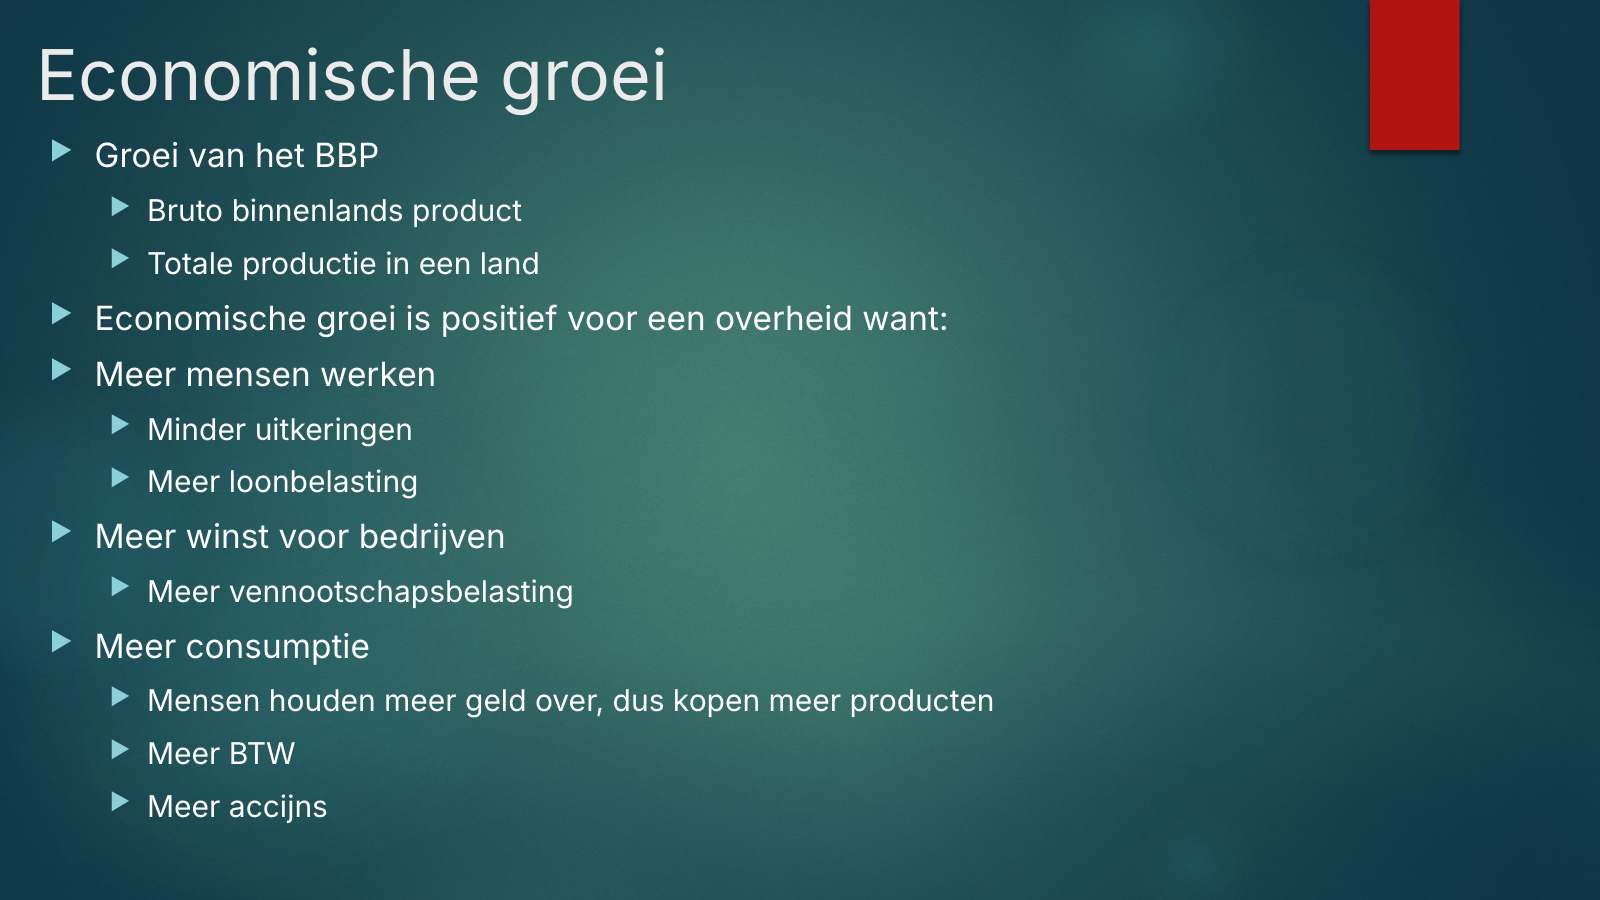 Economische groei
Groei van het BBP
Bruto binnenlands product
Totale productie in een land
Economische groei is positief voor een overheid want:
Meer mensen werken
Minder uitkeringen
Meer loonbelasting
Meer winst voor bedrijven
Meer vennootschapsbelasting
Meer consumptie
Mensen houden meer geld over, dus kopen meer producten
Meer BTW
Meer accijns